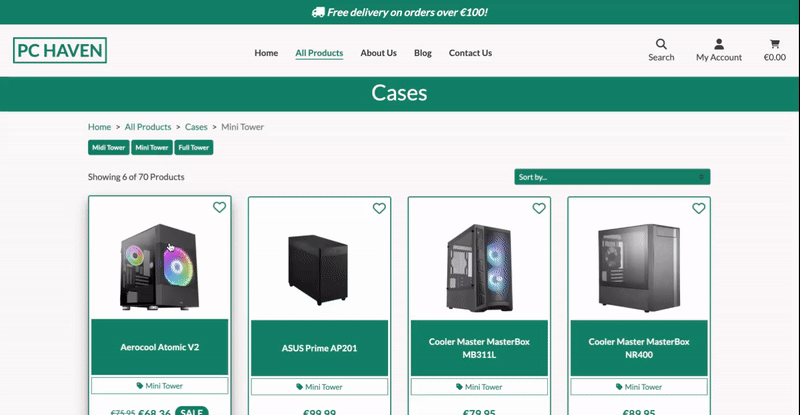 Free delivery on orders over €100!
PC HAVEN
Home All Products About Us Blog Contact Us
Search My Account €0.00
Cases
Home > All Products > Cases > Mini Tower
Midi Tower Mini Tower Full Tower
Showing 6 of 70 Products
Sort by...
Aerocool Atomic V2
ASUS Prime AP201
Cooler Master MasterBox
MB311L
Cooler Master MasterBox
NR400
Mini Tower Mini Tower Mini Tower Mini Tower
€75.95 €68.36 SALE €99.99 €79.95 €89.95